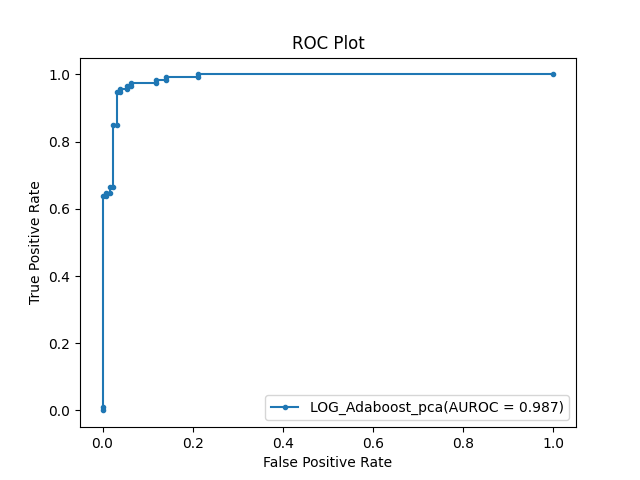 ROC Plot
True Positive Rate
1.0
0.8
0.6
0.4
0.2
0.0
LOG_Adaboost_pca(AUROC = 0.987)
0.0 0.2 0.4 0.6 0.8 1.0
False Positive Rate